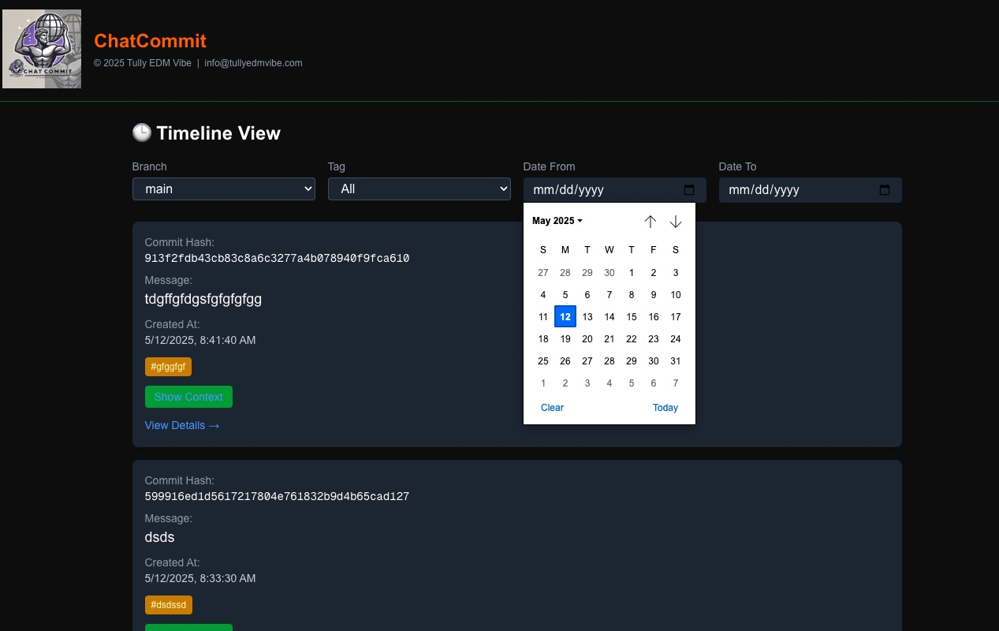 CHAT COMMIT
ChatCommit
© 2025 Tully EDM Vibe | info@tullyedmvibe.com
🕒 Timeline View
Branch Tag Date From Date To
main All mm/dd/yyyy mm/dd/yyyy
May 2025
S M T W T F S
27 28 29 30 1 2 3
4 5 6 7 8 9 10
11 12 13 14 15 16 17
18 19 20 21 22 23 24
25 26 27 28 29 30 31
1 2 3 4 5 6 7
Clear Today
Commit Hash:
913f2fdb43cb83c8a6c3277a4b078940f9fca610
Message:
tdgffgfdgsfgfgfgfgg
Created At:
5/12/2025, 8:41:40 AM
#gfggfgf
Show Context
View Details →
Commit Hash:
599916ed1d5617217804e761832b9d4b65cad127
Message:
dsds
Created At:
5/12/2025, 8:33:30 AM
#dsdssd